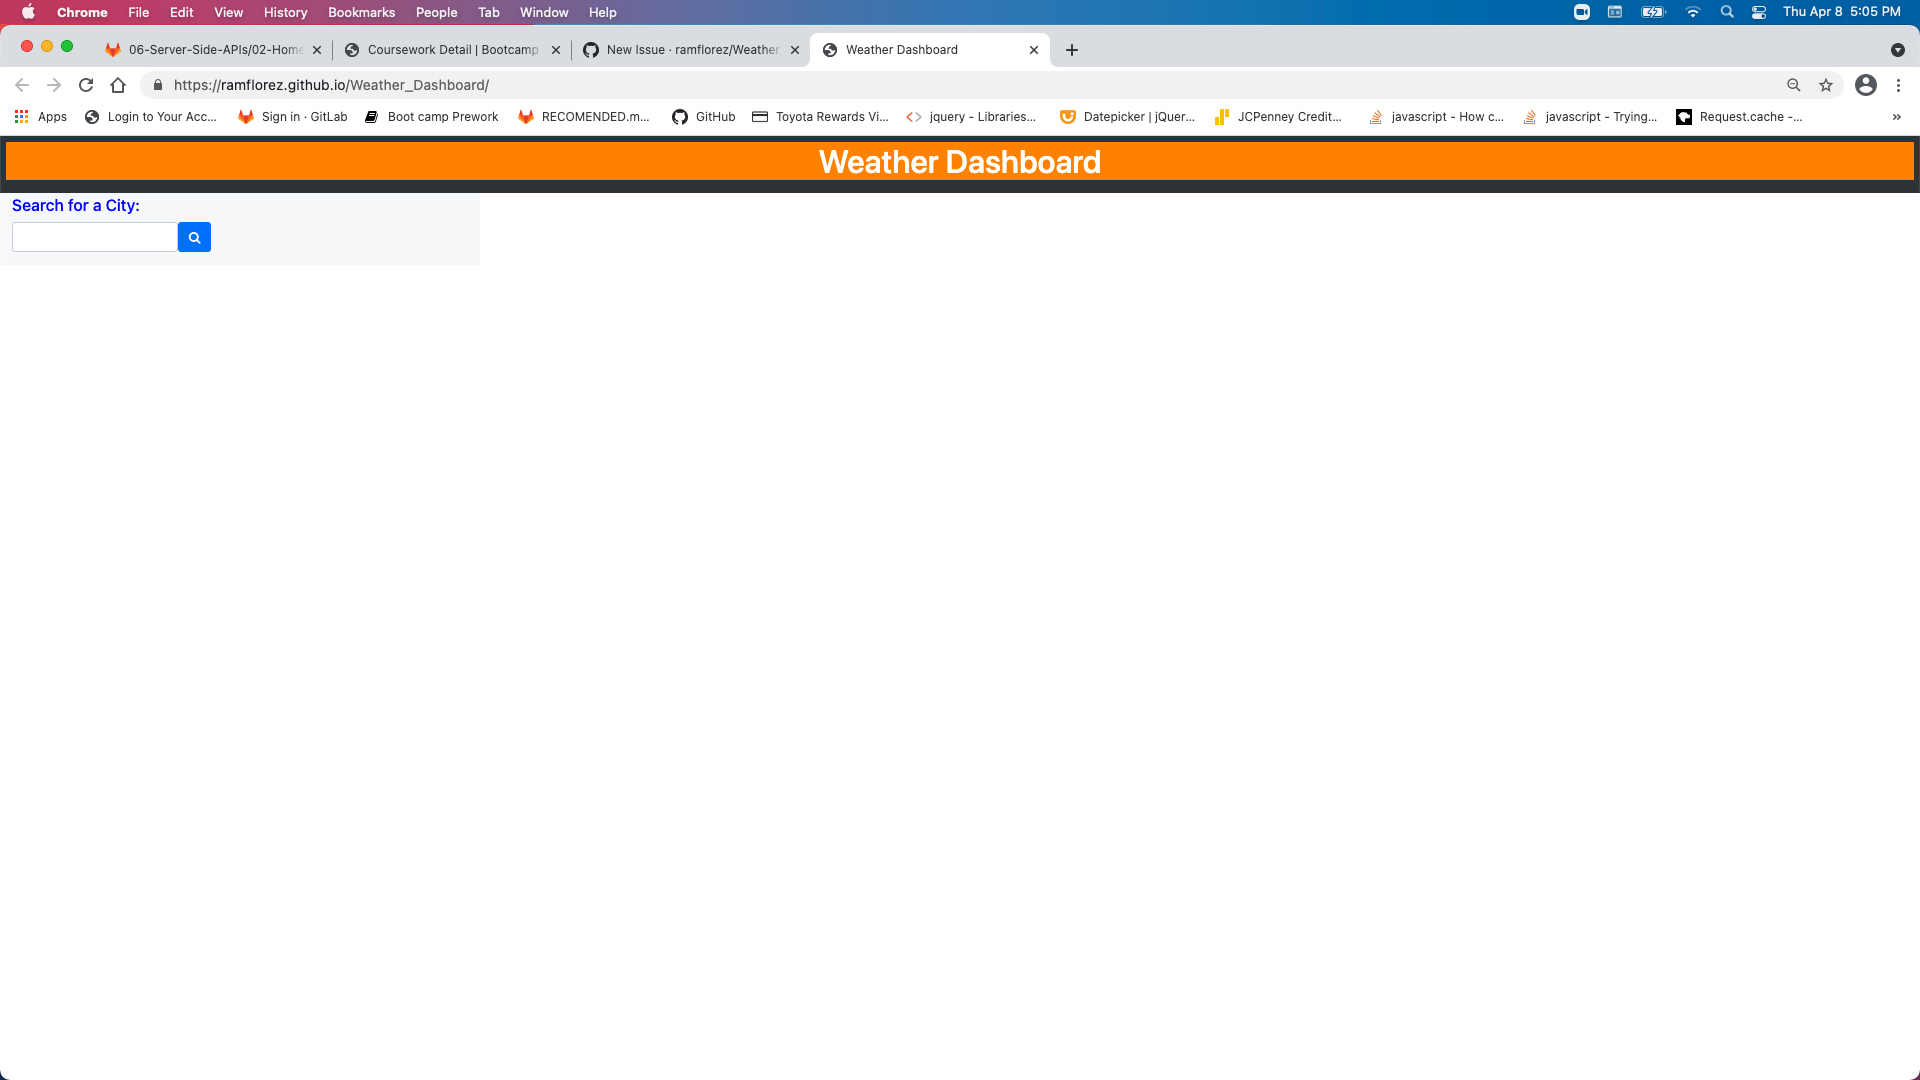 Chrome File Edit View History Bookmarks People Tab Window Help Thu Apr 8 5:05 PM
06-Server-Side-APIs/02-Home Coursework Detail | Bootcamp New Issue · ramflorez/Weather Weather Dashboard
https://ramflorez.github.io/Weather_Dashboard/
Apps Login to Your Acc... Sign in · GitLab Boot camp Prework RECOMENDED.m... GitHub Toyota Rewards Vi... jquery - Libraries... Datepicker | jQuer... JCPenney Credit... javascript - How c... javascript - Trying... Request.cache -... »
Weather Dashboard
Search for a City: